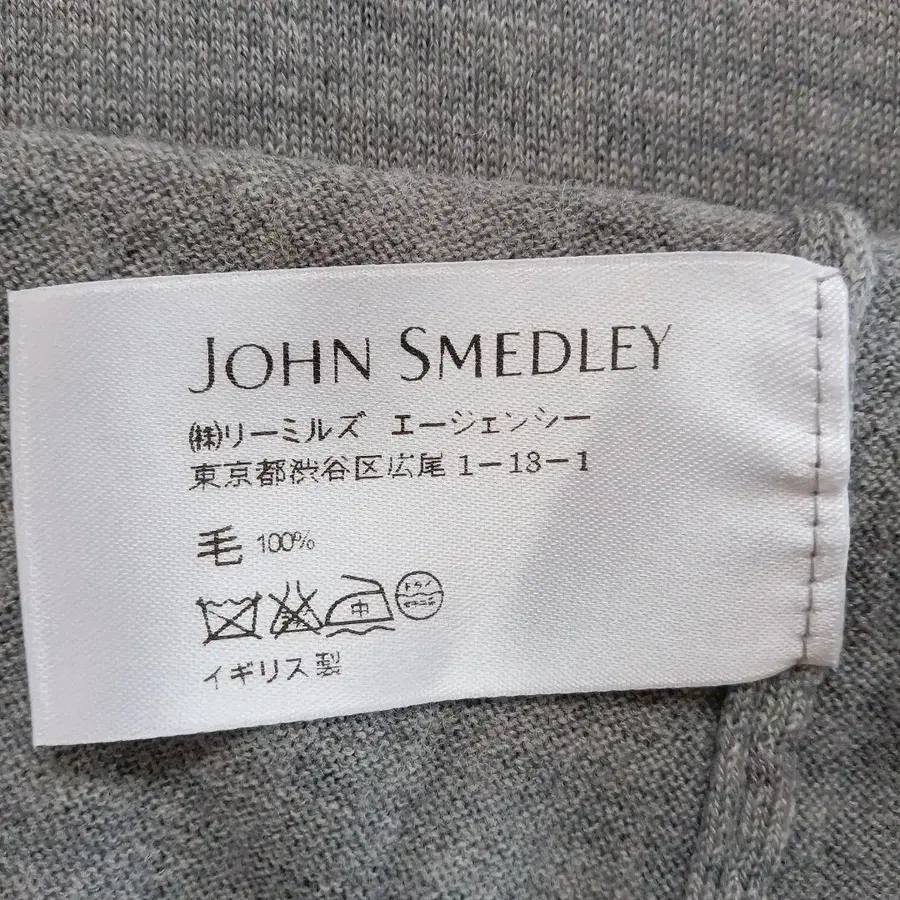 JOHN SMEDLEY
㈱リーミルズ エージェンシー
東京都渋谷区広尾1-13-1
毛 100%
中
イギリス製